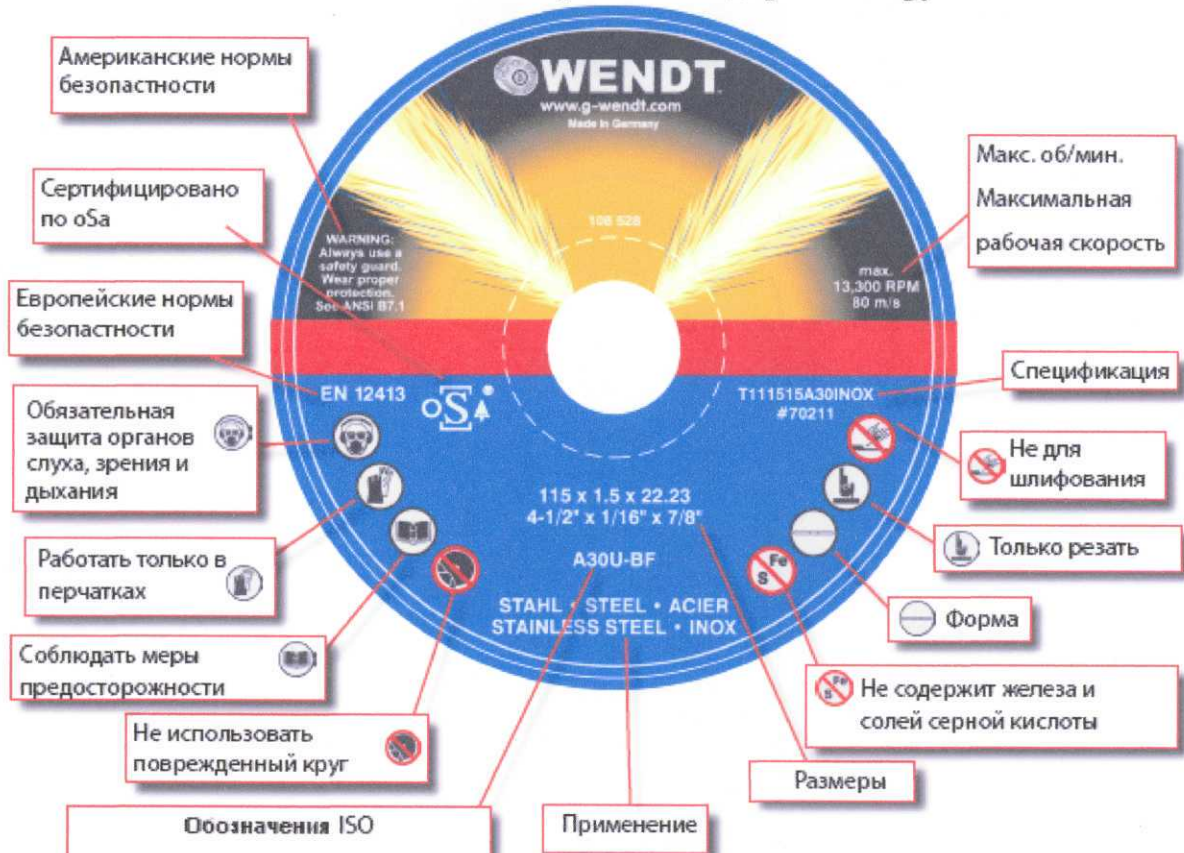 Американские нормы
безопастности
Сертифицировано
по oSa
Европейские нормы
безопастности
Обязательная
защита органов
слуха, зрения и
дыхания
Работать только в
перчатках
Соблюдать меры
предосторожности
Не использовать
поврежденный круг
Обозначения ISO
Применение
WENDT
www.g-wendt.com
Made in Germany
108 528
WARNING:
Always use a
safety guard.
Wear proper
protection.
See ANSI B7.1
max.
13,300 RPM
80 m/s
EN 12413
oSa
T111515A30INOX
#70211
115 x 1.5 x 22.23
4-1/2" x 1/16" x 7/8"
A30U-BF
STAHL • STEEL • ACIER
STAINLESS STEEL • INOX
Fe
S
Макс. об/мин.
Максимальная
рабочая скорость
Спецификация
Не для
шлифования
Только резать
Форма
Fe
S
Не содержит железа и
солей серной кислоты
Размеры